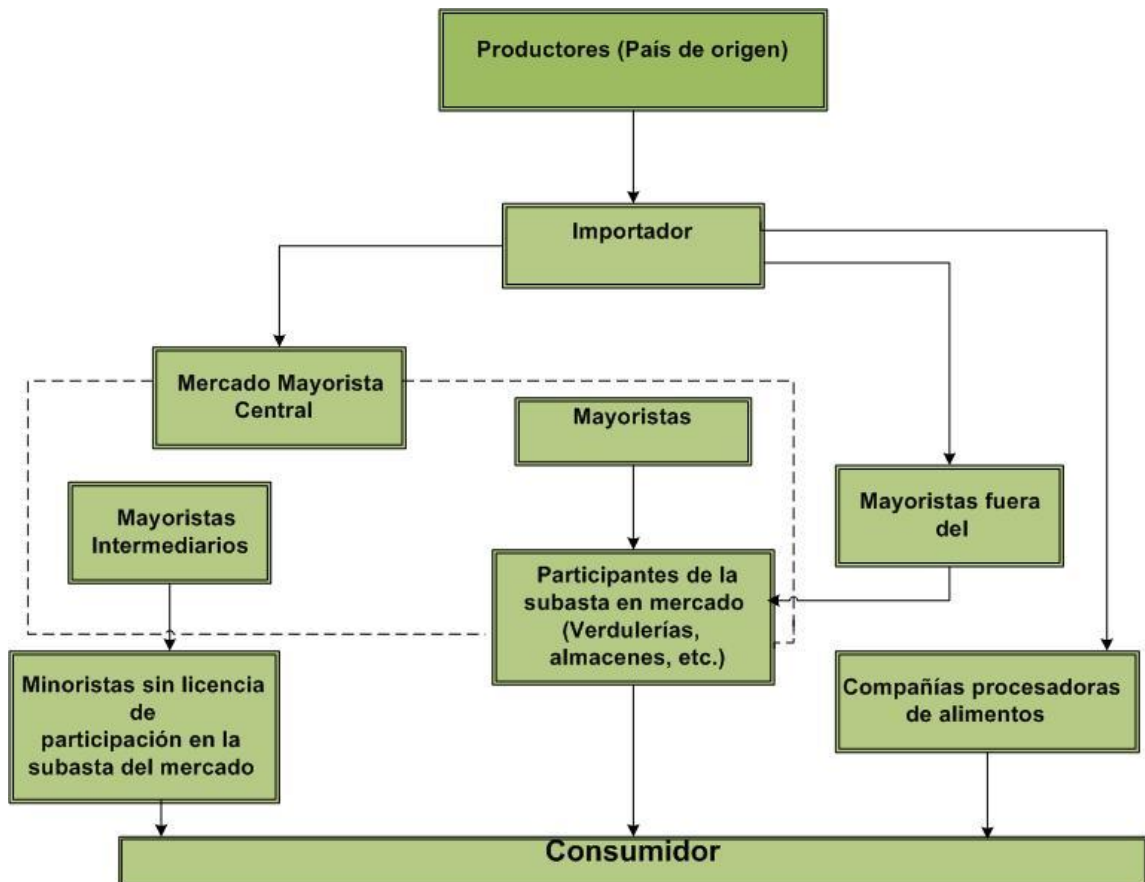 Productores (País de origen)
Importador
Mercado Mayorista
Central
Mayoristas
Mayoristas
Intermediarios
Mayoristas fuera
del
Participantes de la
subasta en mercado
(Verdulerías,
almacenes, etc.)
Minoristas sin licencia
de
participación en la
subasta del mercado
Compañías procesadoras
de alimentos
Consumidor